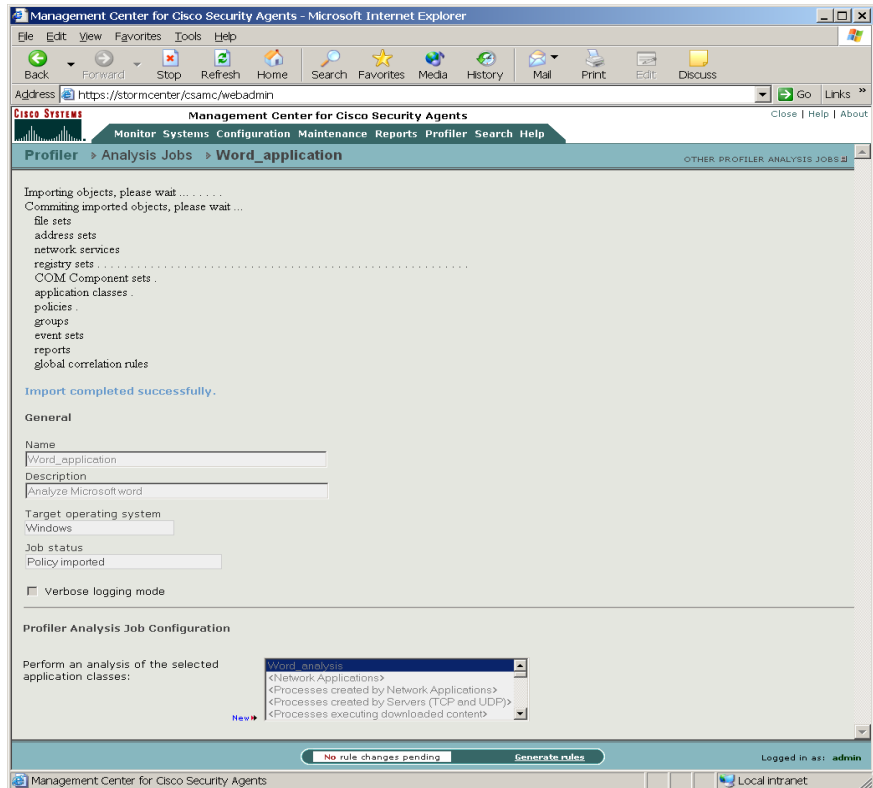 Management Center for Cisco Security Agents - Microsoft Internet Explorer
File Edit View Favorites Tools Help
Back Forward Stop Refresh Home Search Favorites Media History Mail Print Edit Discuss
Address https://stormcenter/csamc/webadmin Go Links »
CISCO SYSTEMS
Management Center for Cisco Security Agents
Close | Help | About
Monitor Systems Configuration Maintenance Reports Profiler Search Help
Profiler > Analysis Jobs > Word_application
OTHER PROFILER ANALYSIS JOBS
Importing objects, please wait ... . . . . .
Commiting imported objects, please wait ...
file sets
address sets
network services
registry sets . . . . . . . . . . . . . . . . . . . . . . . . . . . . . . . . . . . . . . . . . . . . . . . . . . . . . . . . . . . .
COM Component sets .
application classes .
policies .
groups
event sets
reports
global correlation rules
Import completed successfully.
General
Name
Word_application
Description
Analyze Microsoft word
Target operating system
Windows
Job status
Policy imported
Verbose logging mode
Profiler Analysis Job Configuration
Perform an analysis of the selected
application classes:
Word_analysis
<Network Applications>
<Processes created by Network Applications>
<Processes created by Servers (TCP and UDP)>
<Processes executing downloaded content>
New
No rule changes pending
Generate rules
Logged in as: admin
Management Center for Cisco Security Agents
Local intranet